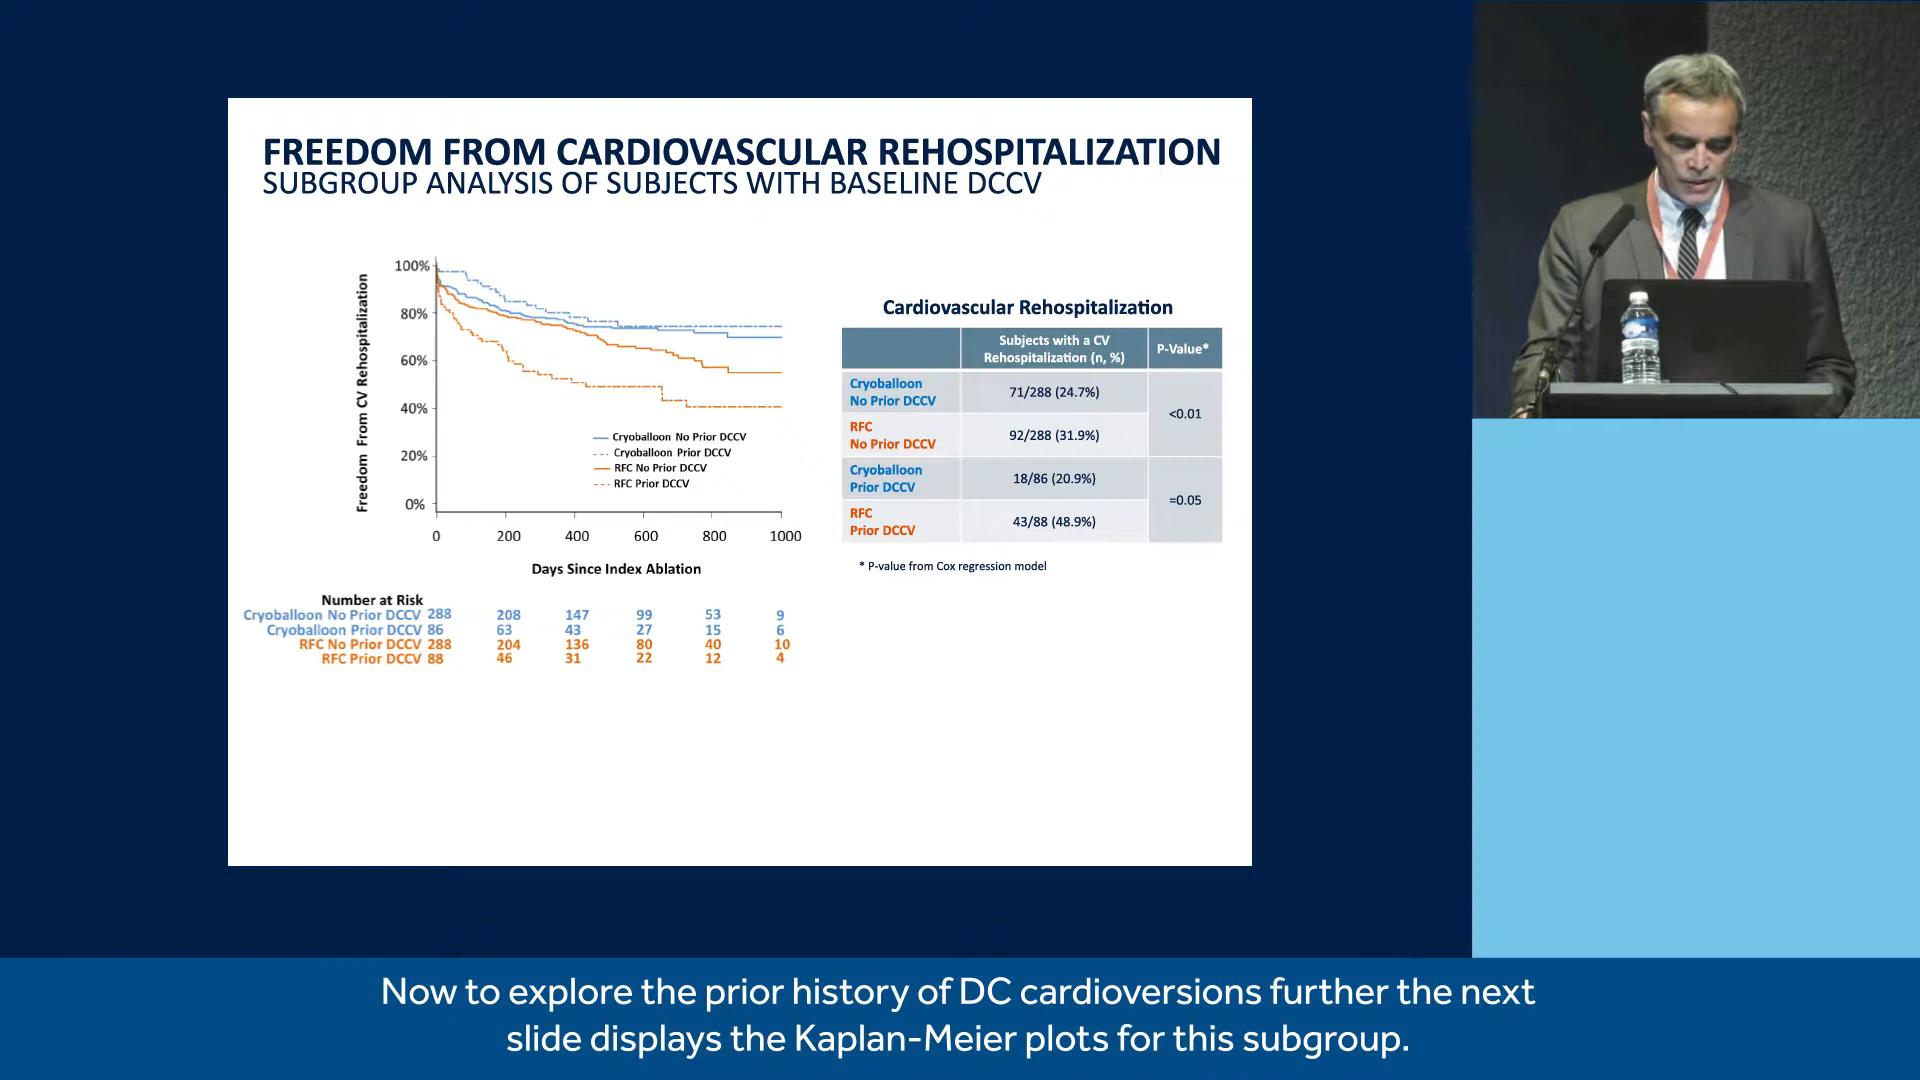 FREEDOM FROM CARDIOVASCULAR REHOSPITALIZATION
SUBGROUP ANALYSIS OF SUBJECTS WITH BASELINE DCCV
Freedom From CV Rehospitalization
100%
80%
60%
40%
20%
0%
Cryoballoon No Prior DCCV
Cryoballoon Prior DCCV
RFC No Prior DCCV
RFC Prior DCCV
0 200 400 600 800 1000
Days Since Index Ablation
Number at Risk
Cryoballoon No Prior DCCV 288 208 147 99 53 9
Cryoballoon Prior DCCV 86 63 43 27 15 6
RFC No Prior DCCV 288 204 136 80 40 10
RFC Prior DCCV 88 46 31 22 12 4
Cardiovascular Rehospitalization
Subjects with a CV
Rehospitalization (n, %)
P-Value*
Cryoballoon
No Prior DCCV
71/288 (24.7%)
<0.01
RFC
No Prior DCCV
92/288 (31.9%)
Cryoballoon
Prior DCCV
18/86 (20.9%)
=0.05
RFC
Prior DCCV
43/88 (48.9%)
* P-value from Cox regression model
Now to explore the prior history of DC cardioversions further the next
slide displays the Kaplan-Meier plots for this subgroup.